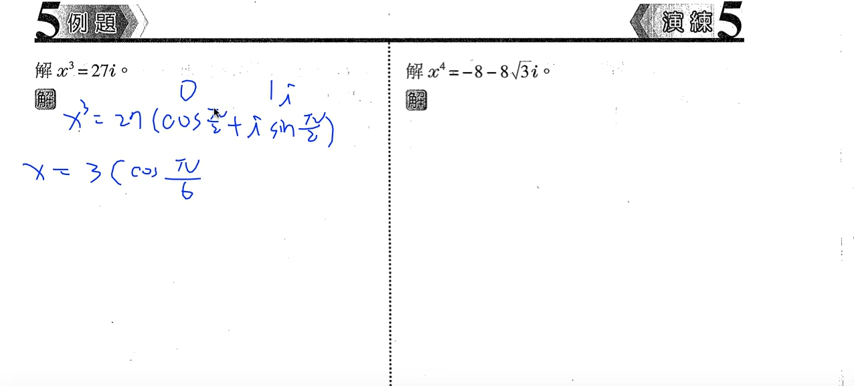 5 例題
解 x³ = 27i。
解
0 1i
x³ = 27 (cos π/2 + i sin π/2)
x = 3 (cos π/6
演練 5
解 x⁴ = −8 − 8√3i。
解